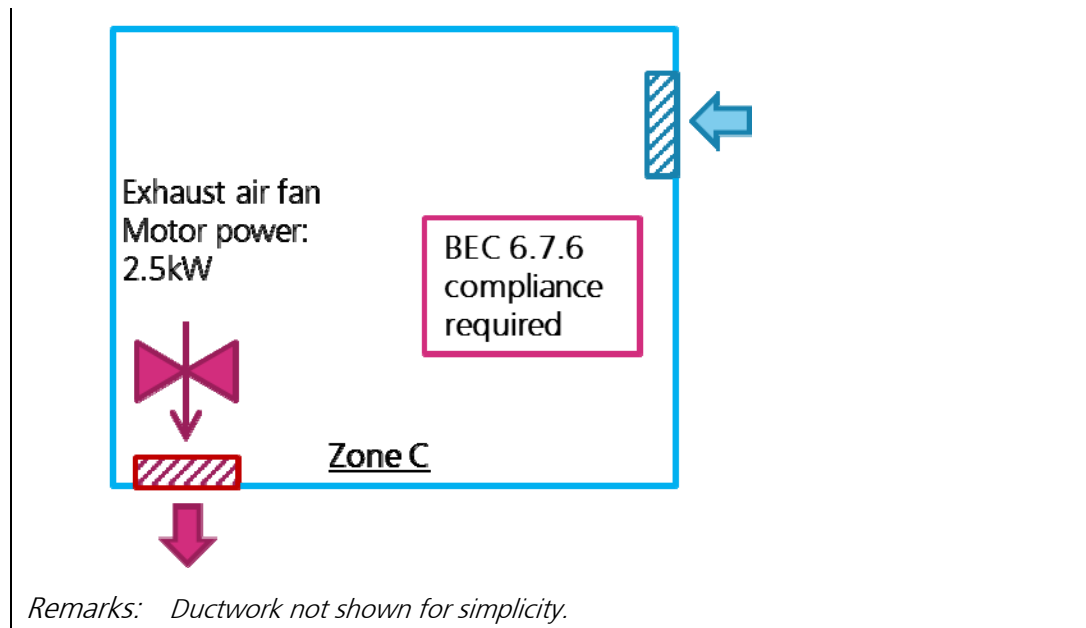 Exhaust air fan
Motor power:
2.5kW
BEC 6.7.6
compliance
required
Zone C
Remarks: Ductwork not shown for simplicity.